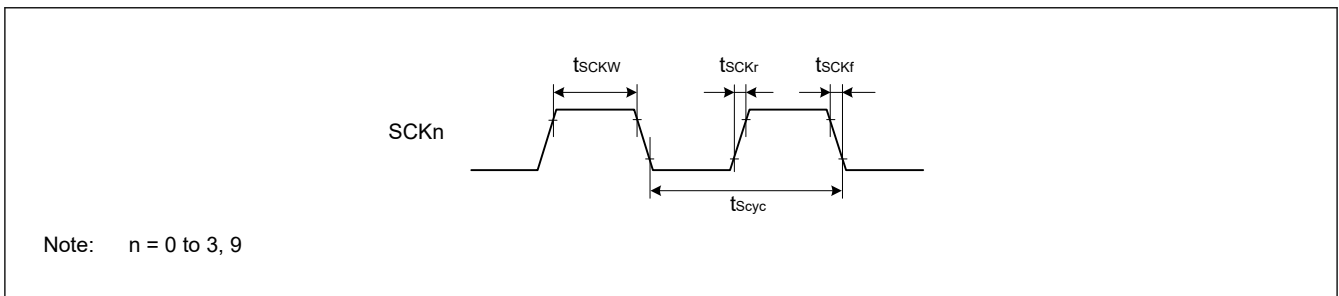 tSCKW
tSCKr
tSCKf
SCKn
tScyc
Note: n = 0 to 3, 9